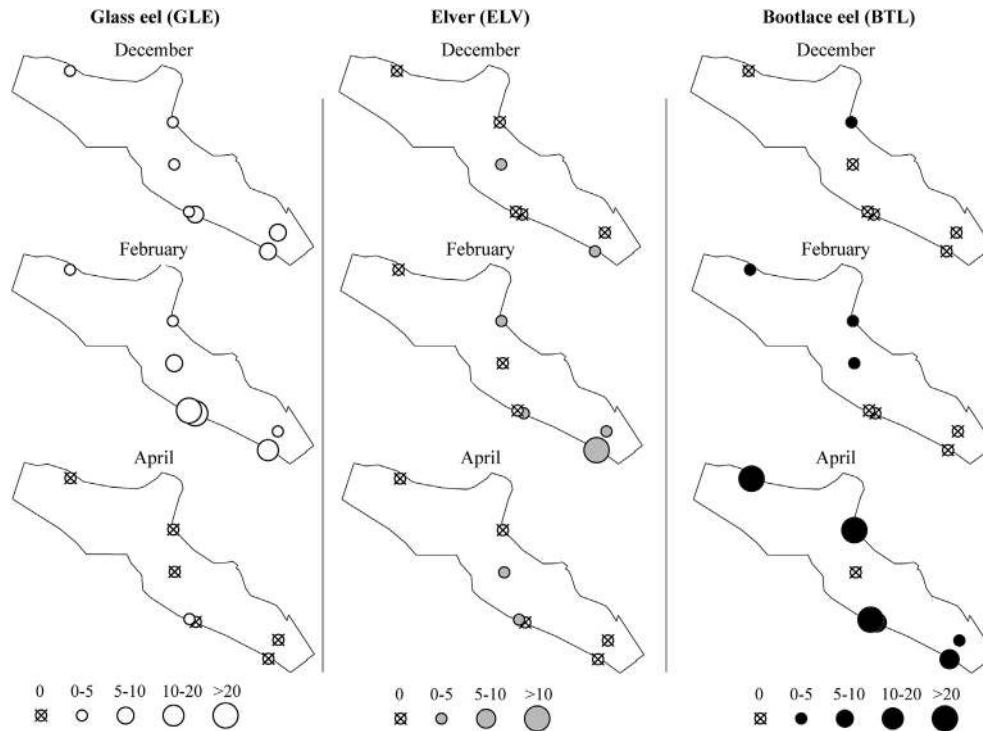 Glass eel (GLE) Elver (ELV) Bootlace eel (BTL)
December December December
February February February
April April April
0 0-5 5-10 10-20 >20 0 0-5 5-10 >10 0 0-5 5-10 10-20 >20